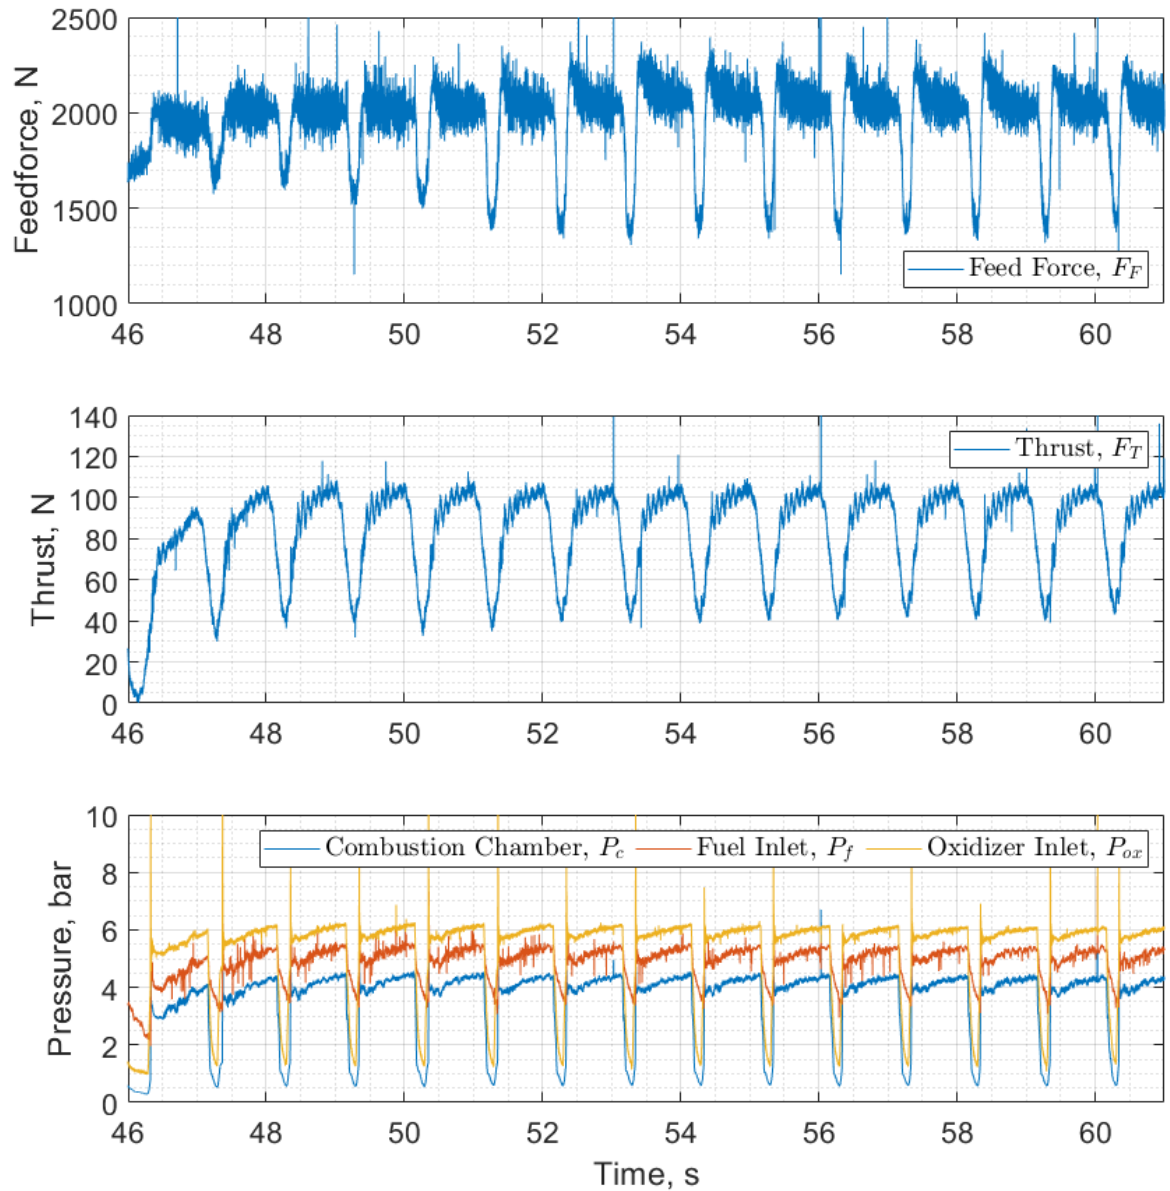 2500
2000
1500
1000
Feedforce, N
Feed Force, F_F
46 48 50 52 54 56 58 60
140
120
100
80
60
40
20
0
Thrust, N
Thrust, F_T
46 48 50 52 54 56 58 60
10
8
6
4
2
0
Pressure, bar
Combustion Chamber, P_c Fuel Inlet, P_f Oxidizer Inlet, P_ox
46 48 50 52 54 56 58 60
Time, s